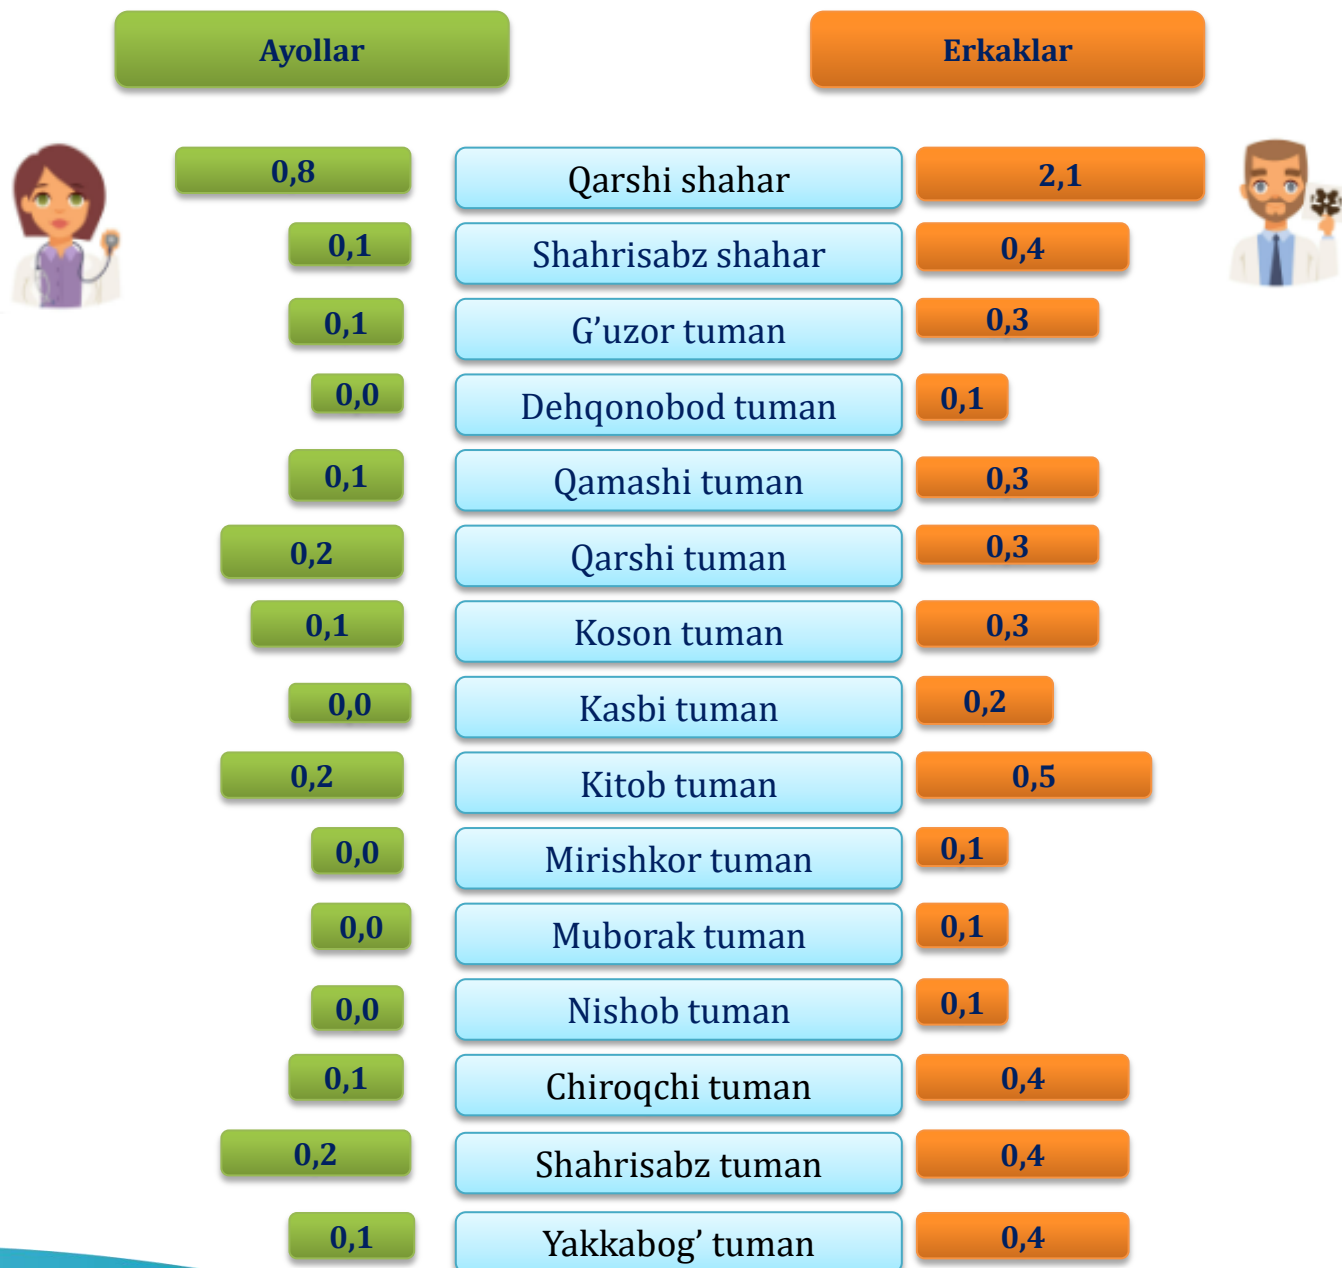 Ayollar Erkaklar
0,8 Qarshi shahar 2,1
0,1 Shahrisabz shahar 0,4
0,1 G’uzor tuman 0,3
0,0 Dehqonobod tuman 0,1
0,1 Qamashi tuman 0,3
0,2 Qarshi tuman 0,3
0,1 Koson tuman 0,3
0,0 Kasbi tuman 0,2
0,2 Kitob tuman 0,5
0,0 Mirishkor tuman 0,1
0,0 Muborak tuman 0,1
0,0 Nishob tuman 0,1
0,1 Chiroqchi tuman 0,4
0,2 Shahrisabz tuman 0,4
0,1 Yakkabog’ tuman 0,4